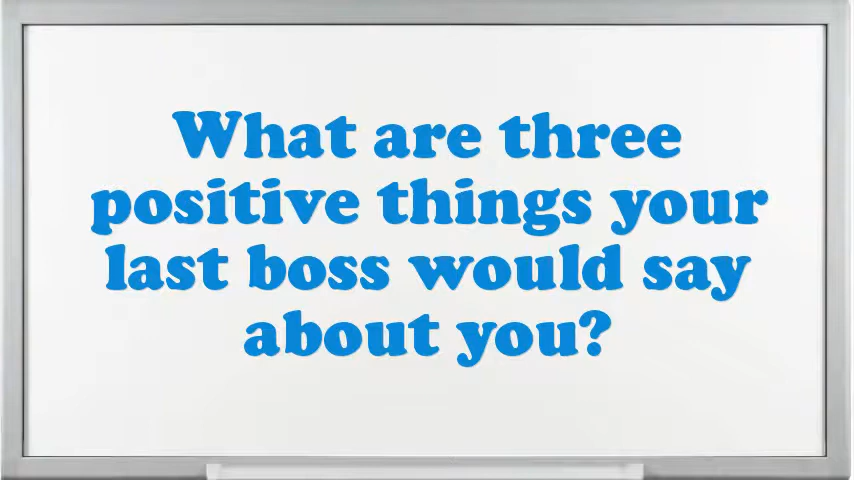 What are three
positive things your
last boss would say
about you?